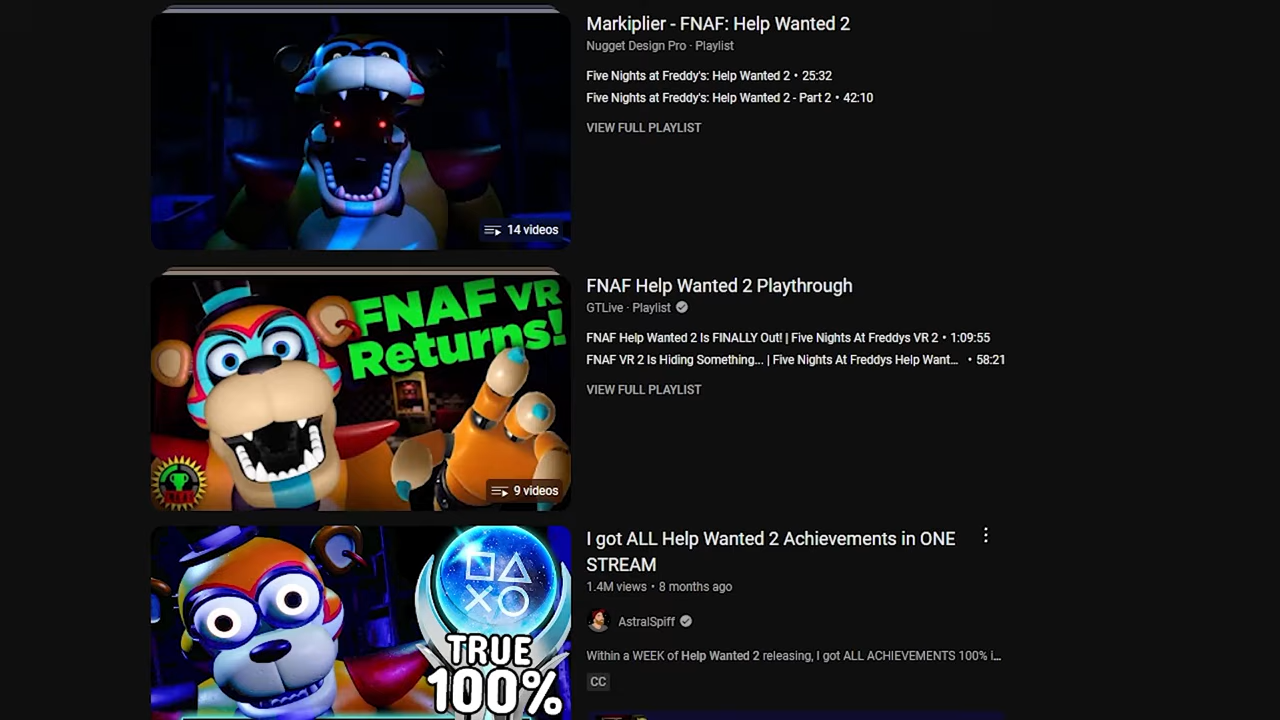 Markiplier - FNAF: Help Wanted 2
Nugget Design Pro · Playlist
Five Nights at Freddy's: Help Wanted 2 • 25:32
Five Nights at Freddy's: Help Wanted 2 - Part 2 • 42:10
VIEW FULL PLAYLIST
14 videos
FNAF VR
Returns!
9 videos
FNAF Help Wanted 2 Playthrough
GTLive · Playlist
FNAF Help Wanted 2 Is FINALLY Out! | Five Nights At Freddys VR 2 • 1:09:55
FNAF VR 2 Is Hiding Something... | Five Nights At Freddys Help Want... • 58:21
VIEW FULL PLAYLIST
TRUE
100%
I got ALL Help Wanted 2 Achievements in ONE
STREAM
1.4M views • 8 months ago
AstralSpiff
Within a WEEK of Help Wanted 2 releasing, I got ALL ACHIEVEMENTS 100% i...
CC